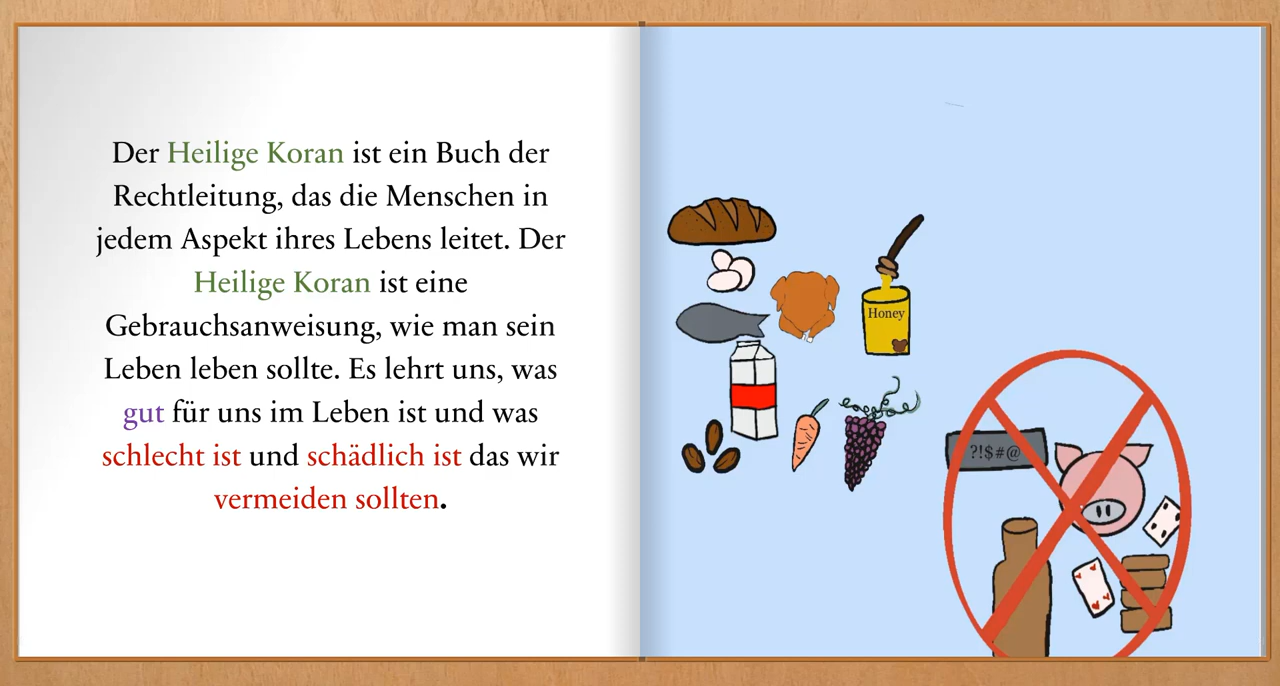 Der Heilige Koran ist ein Buch der
Rechtleitung, das die Menschen in
jedem Aspekt ihres Lebens leitet. Der
Heilige Koran ist eine
Gebrauchsanweisung, wie man sein
Leben leben sollte. Es lehrt uns, was
gut für uns im Leben ist und was
schlecht ist und schädlich ist das wir
vermeiden sollten.
Honey
?!$#@